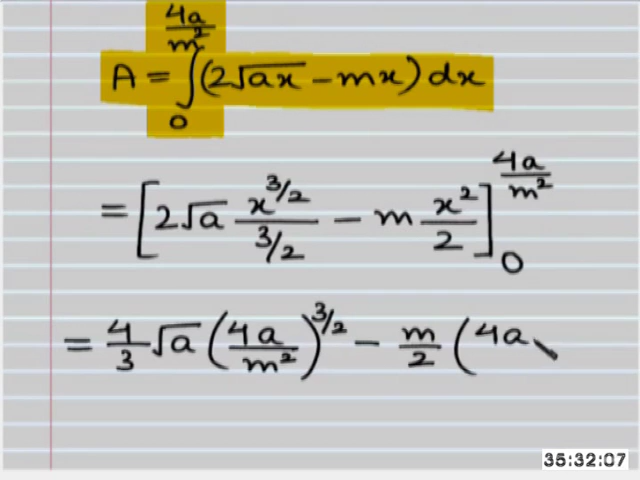 A = ∫₀^{4a/m²} (2√ax − mx) dx
= [2√a x^{3/2}/(3/2) − m x²/2]₀^{4a/m²}
= 4/3 √a (4a/m²)^{3/2} − m/2 (4a
35:32:07